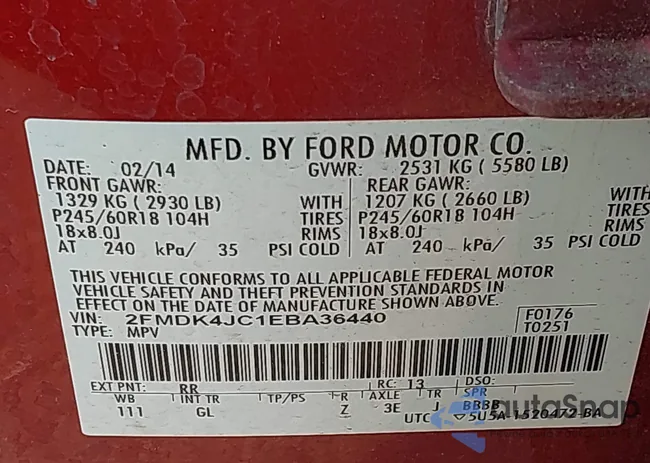 MFD. BY FORD MOTOR CO.
DATE: 02/14 GVWR: 2531 KG ( 5580 LB)
FRONT GAWR: REAR GAWR:
1329 KG ( 2930 LB) WITH 1207 KG ( 2660 LB) WITH
P245/60R18 104H TIRES P245/60R18 104H TIRES
18x8.0J RIMS 18x8.0J RIMS
AT 240 kPa/ 35 PSI COLD AT 240 kPa/ 35 PSI COLD
THIS VEHICLE CONFORMS TO ALL APPLICABLE FEDERAL MOTOR
VEHICLE SAFETY AND THEFT PREVENTION STANDARDS IN
EFFECT ON THE DATE OF MANUFACTURE SHOWN ABOVE.
VIN: 2FMDK4JC1EBA36440 F0176
TYPE: MPV T0251
EXT PNT: RR RC: 13 DSO:
WB INT TR TP/PS R AXLE TR SPR
111 GL Z 3E J BBBB
UTC 5U5A-1520472-BA
autoSnap